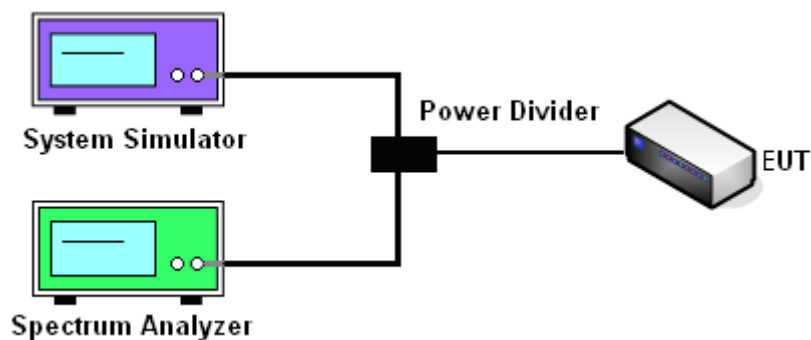 System Simulator
Power Divider
EUT
Spectrum Analyzer